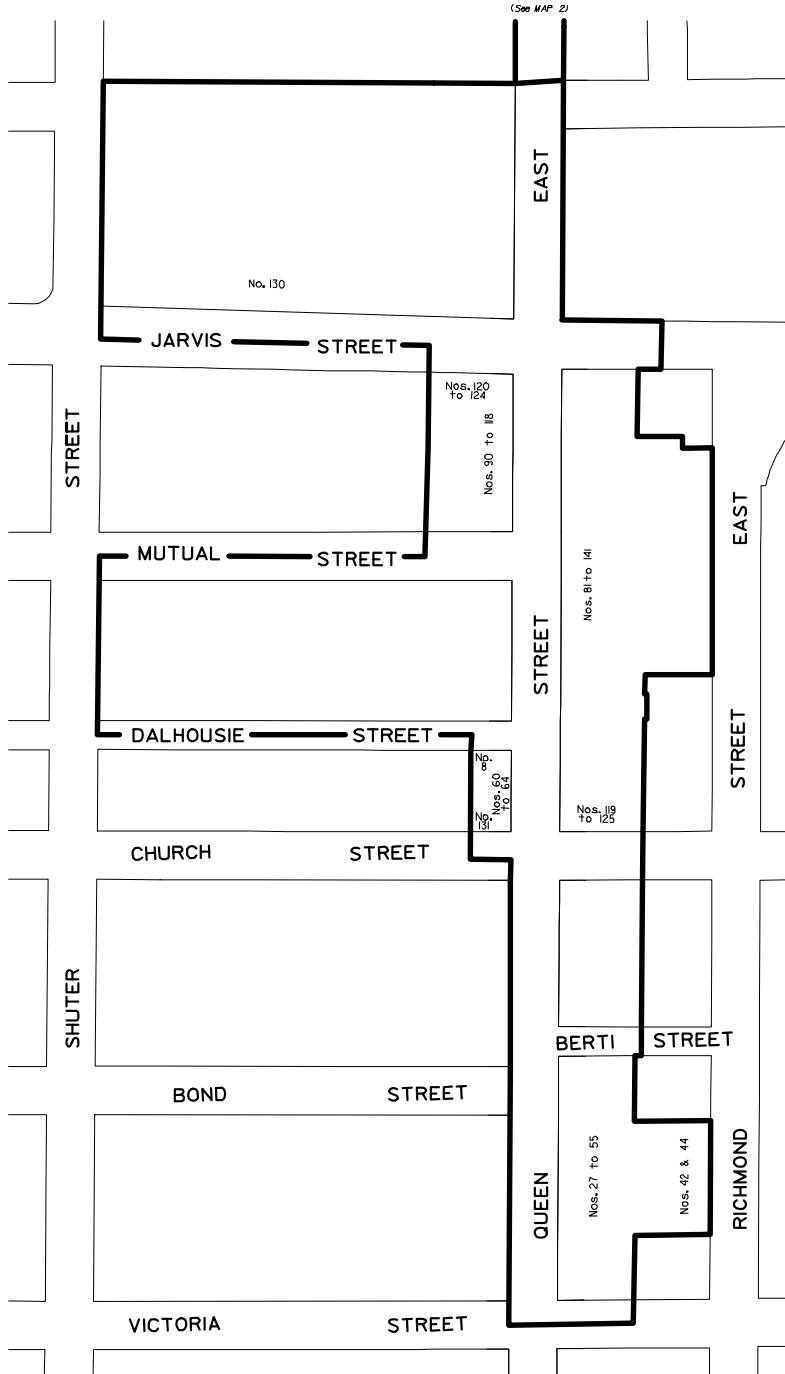 (See MAP 2)
EAST
No. 130
JARVIS STREET
Nos. 120
to 124
Nos. 90 to 118
STREET
EAST
MUTUAL STREET
Nos. 81 to 141
STREET
DALHOUSIE STREET
STREET
No.
8
Nos. 60
to 64
No.
131
Nos. 119
to 125
CHURCH STREET
SHUTER
BERTI STREET
BOND STREET
Nos. 27 to 55
Nos. 42 & 44
QUEEN
RICHMOND
VICTORIA STREET